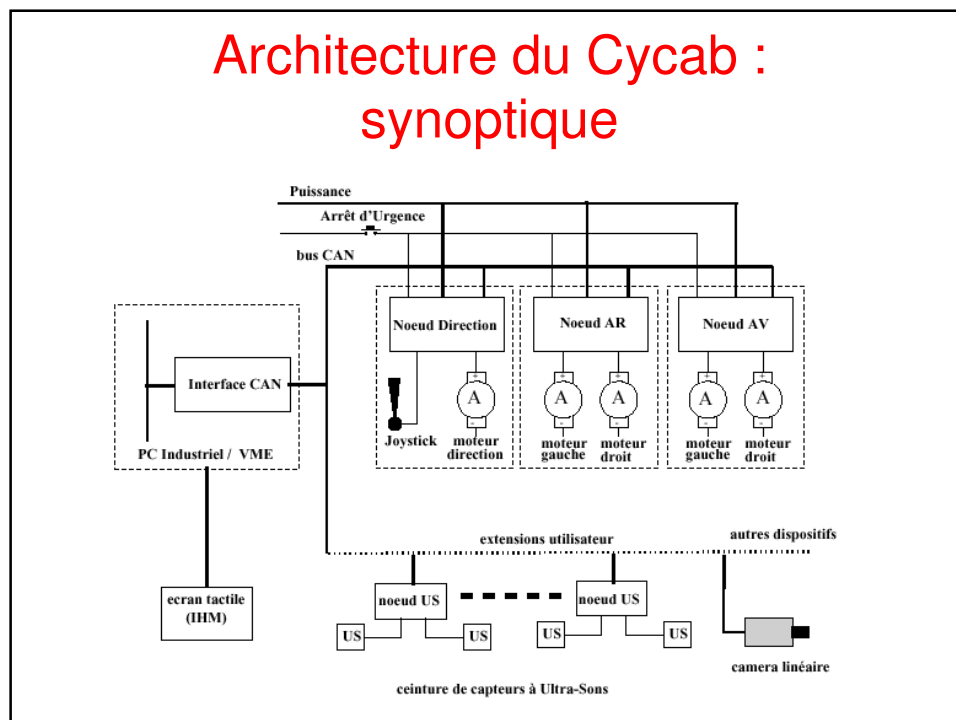 Architecture du Cycab :
synoptique
Puissance
Arrêt d'Urgence
bus CAN
Noeud Direction
Noeud AR
Noeud AV
Interface CAN
PC Industriel / VME
+
+
+
+
+
A
A
A
A
A
-
-
-
-
-
Joystick
moteur
direction
moteur
gauche
moteur
droit
moteur
gauche
moteur
droit
extensions utilisateur
autres dispositifs
ecran tactile
(IHM)
noeud US
noeud US
US
US
US
US
camera linéaire
ceinture de capteurs à Ultra-Sons